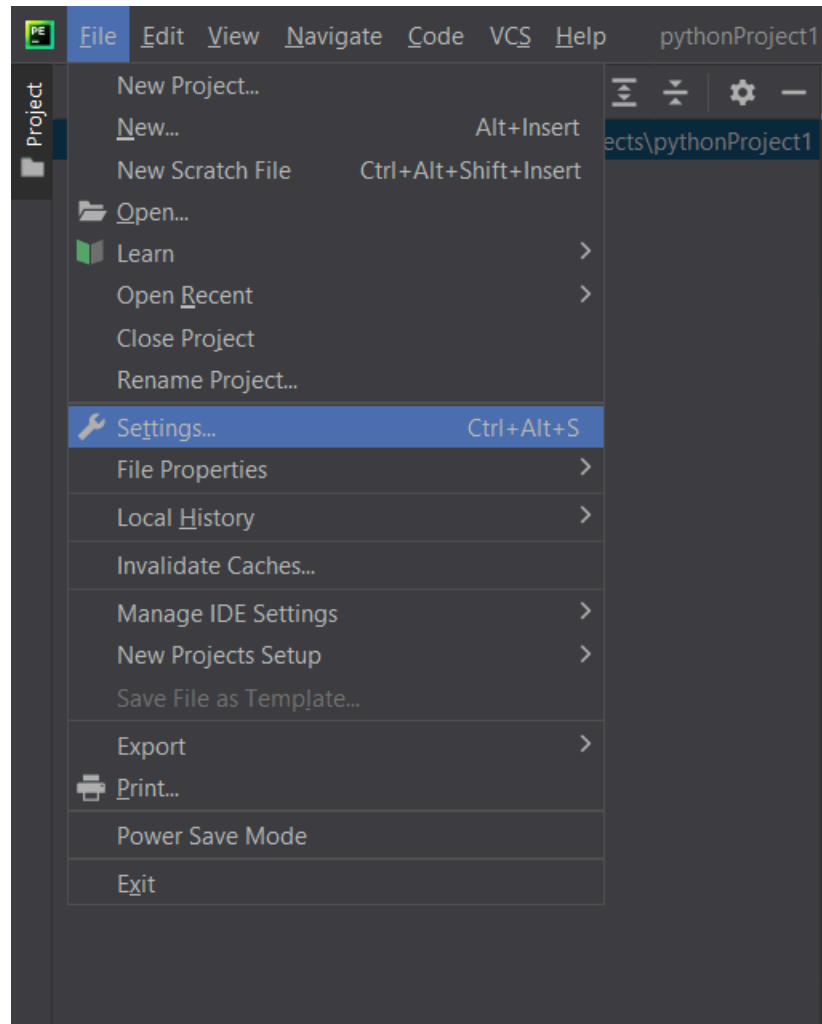 PE File Edit View Navigate Code VCS Help pythonProject1
Project
New Project...
New... Alt+Insert
ects\pythonProject1
New Scratch File Ctrl+Alt+Shift+Insert
Open...
Learn
Open Recent
Close Project
Rename Project...
Settings... Ctrl+Alt+S
File Properties
Local History
Invalidate Caches...
Manage IDE Settings
New Projects Setup
Save File as Template...
Export
Print...
Power Save Mode
Exit